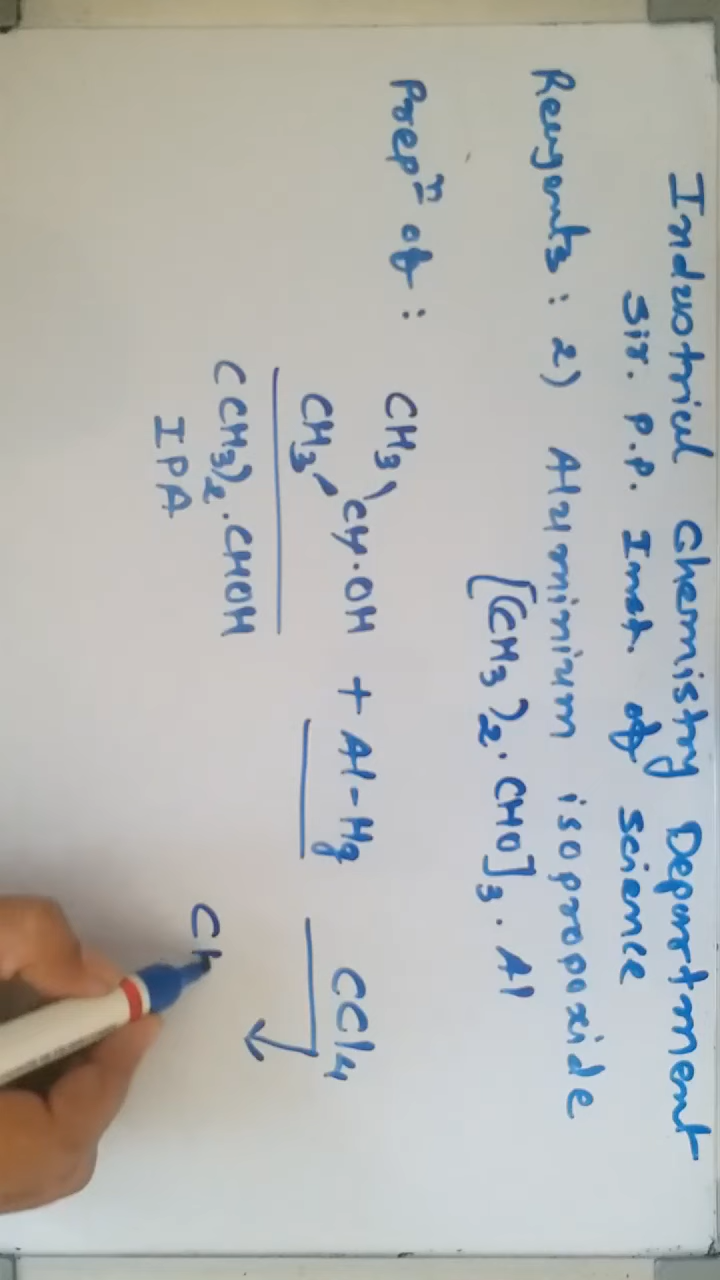 Industrial Chemistry Department
Sir. P.P. Inst. of Science
Reagents : 2) Aluminium isopropoxide
[(CH3)2.CHO]3.Al
Prepn of :
CH3
CH3
CH.OH + Al-Hg CCl4
(CH3)2.CHOH
IPA
CH